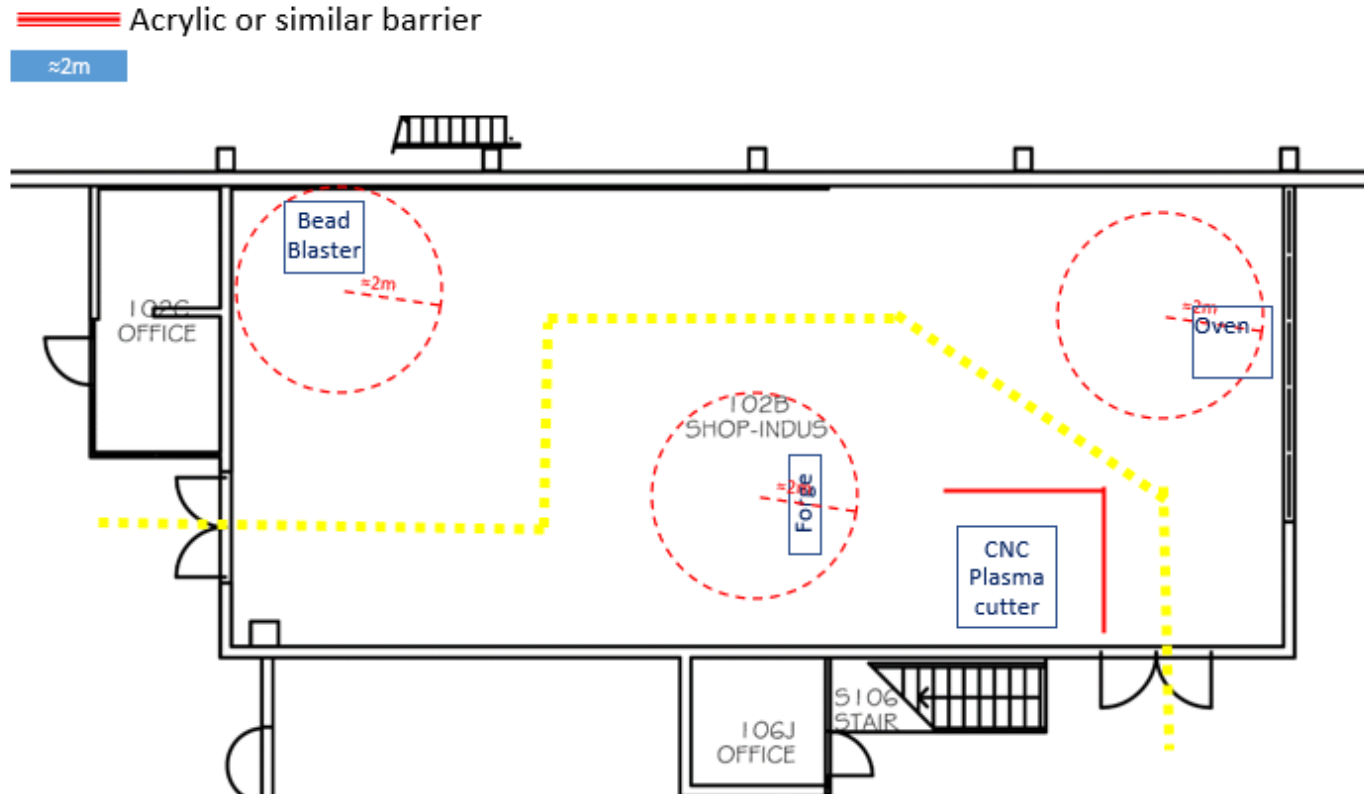 Acrylic or similar barrier
≈2m
Bead
Blaster
≈2m
102C
OFFICE
≈2m
Oven
102B
SHOP-INDUS
≈2m
Forge
CNC
Plasma
cutter
S106
STAIR
106J
OFFICE